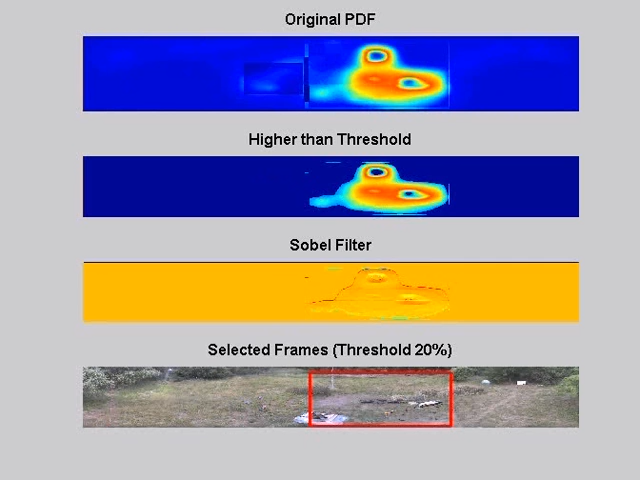 Original PDF
Higher than Threshold
Sobel Filter
Selected Frames (Threshold 20%)